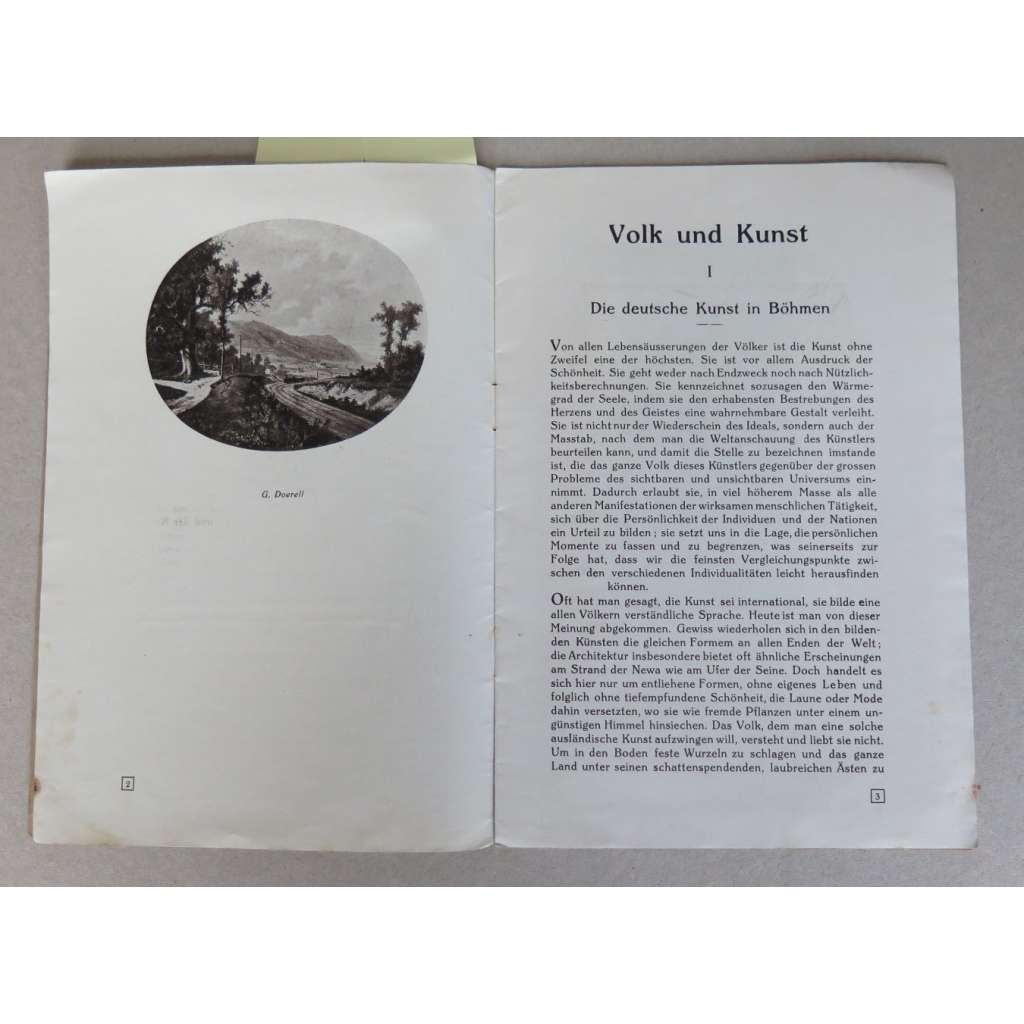 G. Doerell
2
Volk und Kunst
I
Die deutsche Kunst in Böhmen
Von allen Lebensäusserungen der Völker ist die Kunst ohne
Zweifel eine der höchsten. Sie ist vor allem Ausdruck der
Schönheit. Sie geht weder nach Endzweck noch nach Nützlich-
keitsberechnungen. Sie kennzeichnet sozusagen den Wärme-
grad der Seele, indem sie den erhabensten Bestrebungen des
Herzens und des Geistes eine wahrnehmbare Gestalt verleiht.
Sie ist nicht nur der Wiederschein des Ideals, sondern auch der
Masstab, nach dem man die Weltanschauung des Künstlers
beurteilen kann, und damit die Stelle zu bezeichnen imstande
ist, die das ganze Volk dieses Künstlers gegenüber der grossen
Probleme des sichtbaren und unsichtbaren Universums ein-
nimmt. Dadurch erlaubt sie, in viel höherem Masse als alle
anderen Manifestationen der wirksamen menschlichen Tätigkeit,
sich über die Persönlichkeit der Individuen und der Nationen
ein Urteil zu bilden; sie setzt uns in die Lage, die persönlichen
Momente zu fassen und zu begrenzen, was seinerseits zur
Folge hat, dass wir die feinsten Vergleichungspunkte zwi-
schen den verschiedenen Individualitäten leicht herausfinden
können.
Oft hat man gesagt, die Kunst sei international, sie bilde eine
allen Völkern verständliche Sprache. Heute ist man von dieser
Meinung abgekommen. Gewiss wiederholen sich in den bilden-
den Künsten die gleichen Formem an allen Enden der Welt;
die Architektur insbesondere bietet oft ähnliche Erscheinungen
am Strand der Newa wie am Ufer der Seine. Doch handelt es
sich hier nur um entliehene Formen, ohne eigenes Leben und
folglich ohne tiefempfundene Schönheit, die Laune oder Mode
dahin versetzten, wo sie wie fremde Pflanzen unter einem un-
günstigen Himmel hinsiechen. Das Volk, dem man eine solche
ausländische Kunst aufzwingen will, versteht und liebt sie nicht.
Um in den Boden feste Wurzeln zu schlagen und das ganze
Land unter seinen schattenspendenden, laubreichen Ästen zu
3